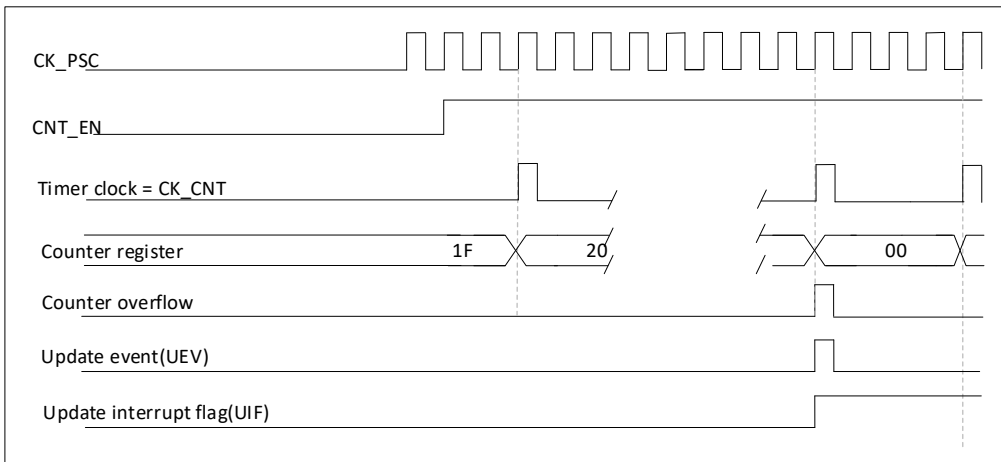 CK_PSC
CNT_EN
Timer clock = CK_CNT
Counter register 1F 20 00
Counter overflow
Update event(UEV)
Update interrupt flag(UIF)